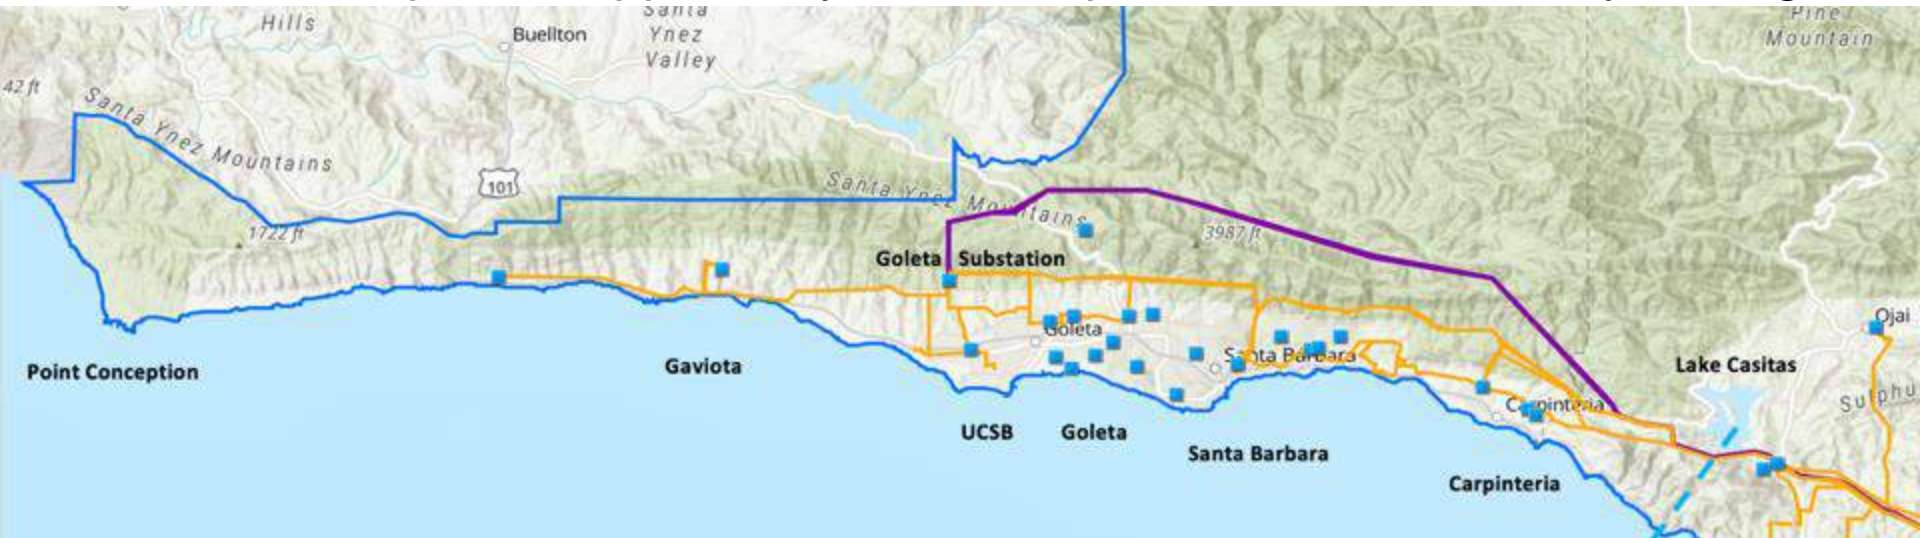 Hills
Buellton
Santa
Ynez
Valley
Pine
Mountain
42 ft
Santa Ynez Mountains
101
Santa Ynez Mountains
1722 ft
3987 ft
Goleta Substation
Ojai
Goleta
Santa Barbara
Lake Casitas
Point Conception
Gaviota
Carpinteria
UCSB
Goleta
Santa Barbara
Carpinteria